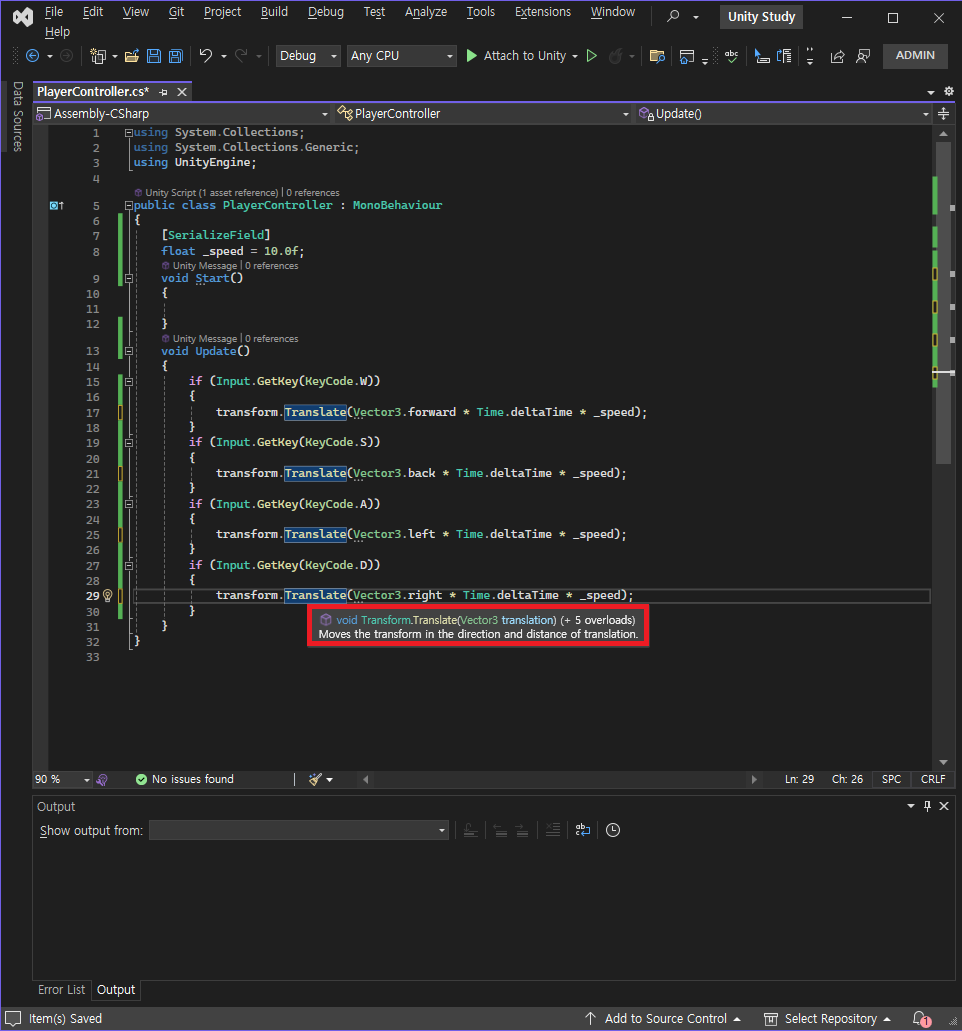 File Edit View Git Project Build Debug Test Analyze Tools Extensions Window Unity Study
Help
Debug Any CPU Attach to Unity ADMIN
Data Sources
PlayerController.cs*
Assembly-CSharp PlayerController Update()
1 using System.Collections;
2 using System.Collections.Generic;
3 using UnityEngine;
4
Unity Script (1 asset reference) | 0 references
5 public class PlayerController : MonoBehaviour
6 {
7 [SerializeField]
8 float _speed = 10.0f;
Unity Message | 0 references
9 void Start()
10 {
11
12 }
Unity Message | 0 references
13 void Update()
14 {
15 if (Input.GetKey(KeyCode.W))
16 {
17 transform.Translate(Vector3.forward * Time.deltaTime * _speed);
18 }
19 if (Input.GetKey(KeyCode.S))
20 {
21 transform.Translate(Vector3.back * Time.deltaTime * _speed);
22 }
23 if (Input.GetKey(KeyCode.A))
24 {
25 transform.Translate(Vector3.left * Time.deltaTime * _speed);
26 }
27 if (Input.GetKey(KeyCode.D))
28 {
29 transform.Translate(Vector3.right * Time.deltaTime * _speed);
30 }
void Transform.Translate(Vector3 translation) (+ 5 overloads)
Moves the transform in the direction and distance of translation.
31 }
32 }
33
90 % No issues found Ln: 29 Ch: 26 SPC CRLF
Output
Show output from:
Error List Output
Item(s) Saved Add to Source Control Select Repository 1